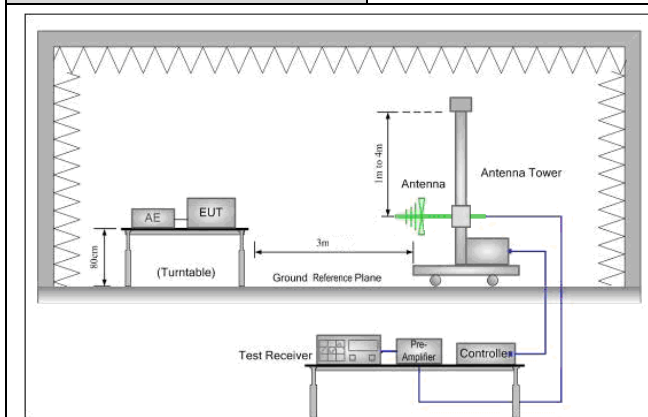 1m to 4m
Antenna
Antenna Tower
AE
EUT
80cm
(Turntable)
3m
Ground Reference Plane
Test Receiver
Pre-
Amplifier
Controller